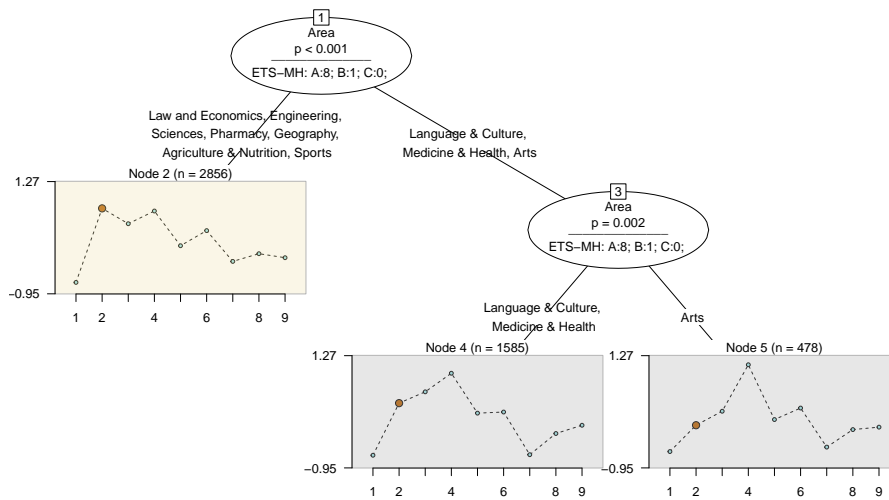 1
Area
p < 0.001
ETS−MH: A:8; B:1; C:0;
Law and Economics, Engineering,
Sciences, Pharmacy, Geography,
Agriculture & Nutrition, Sports
Language & Culture,
Medicine & Health, Arts
Node 2 (n = 2856)
1.27
−0.95
1 2 4 6 8 9
3
Area
p = 0.002
ETS−MH: A:8; B:1; C:0;
Language & Culture,
Medicine & Health
Arts
Node 4 (n = 1585)
1.27
−0.95
1 2 4 6 8 9
Node 5 (n = 478)
1.27
−0.95
1 2 4 6 8 9